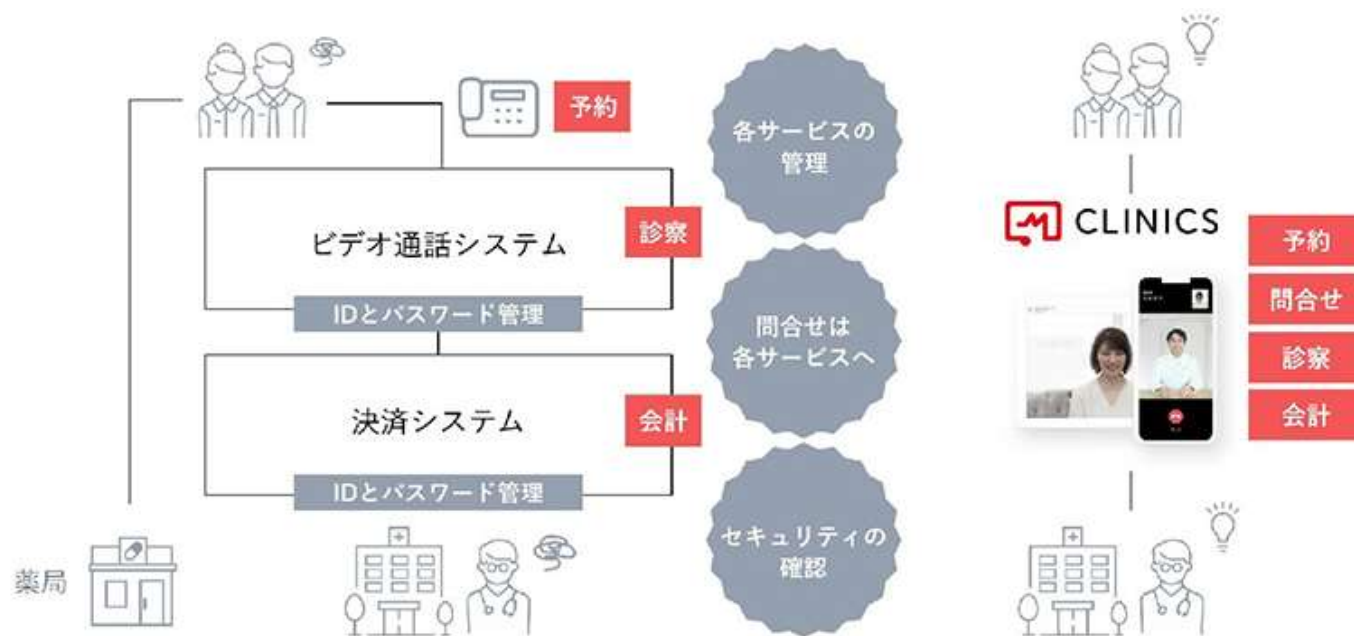 予約
ビデオ通話システム
診察
IDとパスワード管理
決済システム
会計
IDとパスワード管理
薬局
各サービスの
管理
問合せは
各サービスへ
セキュリティの
確認
CLINICS
予約
問合せ
診察
会計